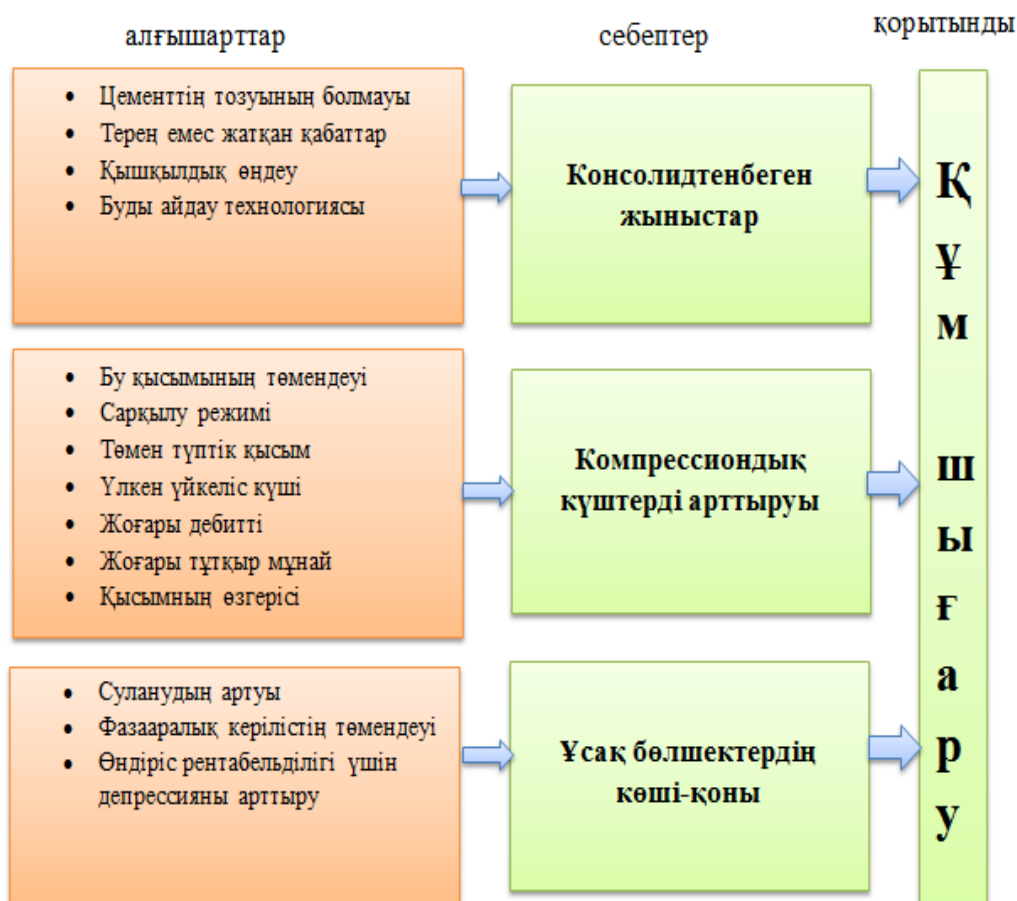 алғышарттар
себептер
қорытынды
• Цементтің тозуының болмауы
• Терең емес жатқан қабаттар
• Қышқылдық өңдеу
• Буды айдау технологиясы
Консолидтенбеген
жыныстар
• Бу қысымының төмендеуі
• Сарқылу режимі
• Төмен түптік қысым
• Үлкен үйкеліс күші
• Жоғары дебитті
• Жоғары тұтқыр мұнай
• Қысымның өзгерісі
Компрессиондық
күштерді арттыруы
• Суланудың артуы
• Фазааралық керілістің төмендеуі
• Өндіріс рентабельділігі үшін
депрессияны арттыру
Ұсақ бөлшектердің
көші-қоны
Қ
Ұ
м
ш
ы
ғ
а
р
у